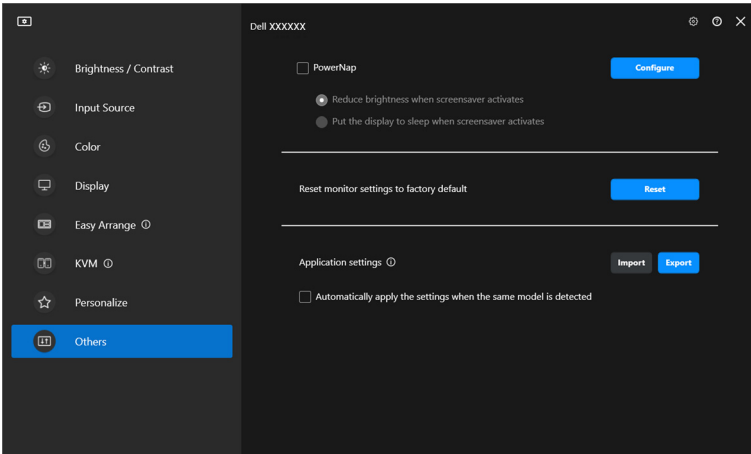 Dell XXXXXX
Brightness / Contrast
Input Source
Color
Display
Easy Arrange
KVM
Personalize
Others
PowerNap
Configure
Reduce brightness when screensaver activates
Put the display to sleep when screensaver activates
Reset monitor settings to factory default
Reset
Application settings
Import
Export
Automatically apply the settings when the same model is detected